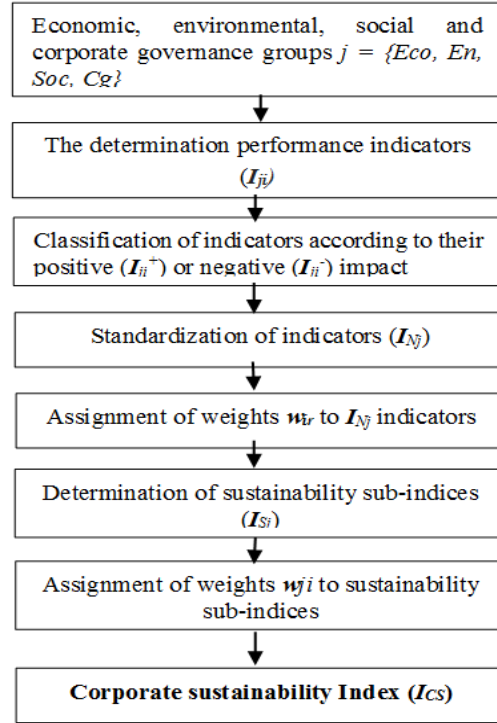 Economic, environmental, social and
corporate governance groups j = {Eco, En,
Soc, Cg}
The determination performance indicators
(Iji)
Classification of indicators according to their
positive (Iii+) or negative (Iii-) impact
Standardization of indicators (INj)
Assignment of weights wir to INj indicators
Determination of sustainability sub-indices
(ISi)
Assignment of weights wji to sustainability
sub-indices
Corporate sustainability Index (ICS)